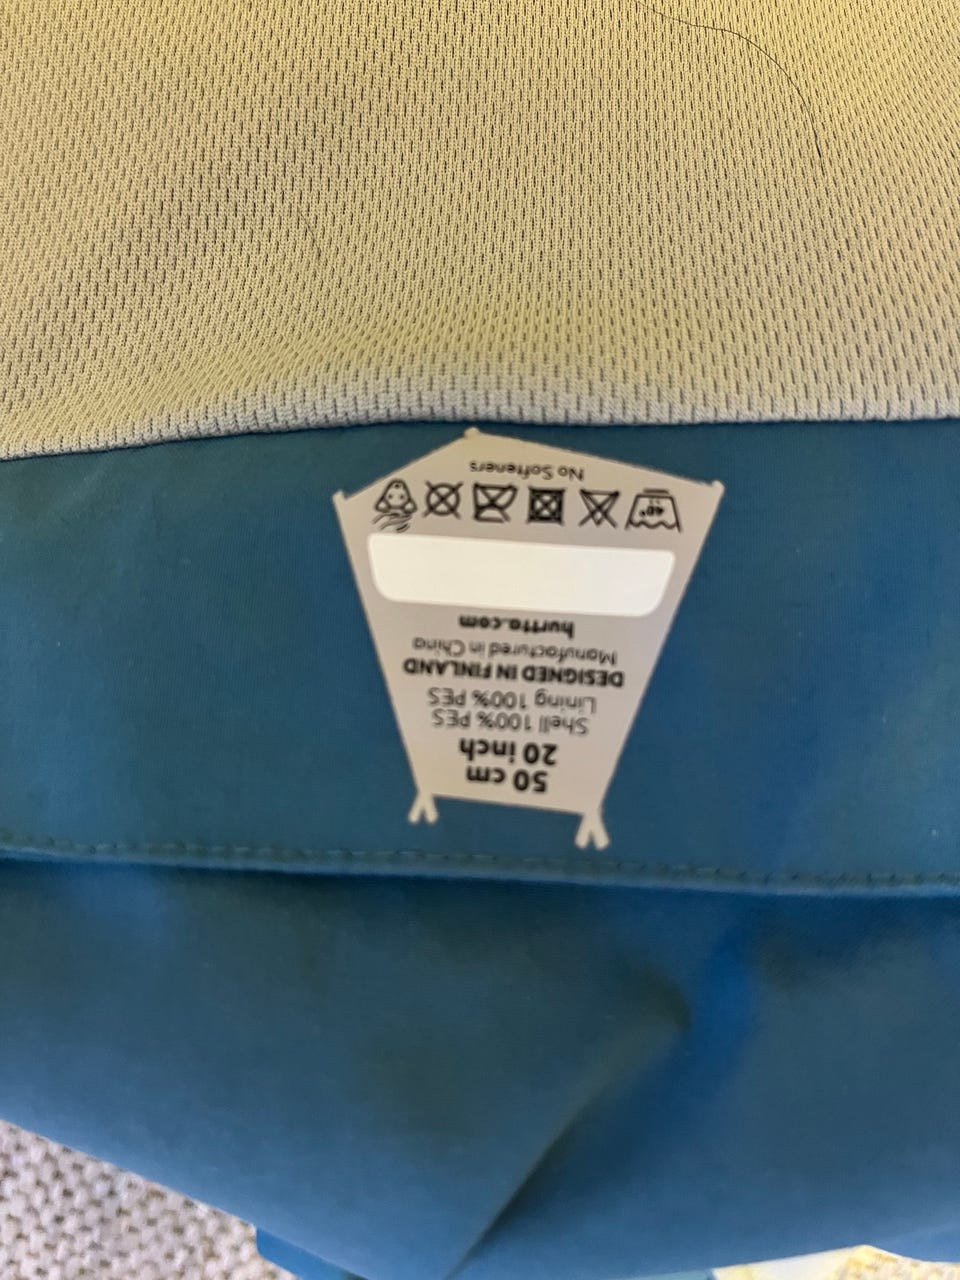 50 cm
20 inch
Shell 100% PES
Lining 100% PES
DESIGNED IN FINLAND
Manufactured in China
hurtta.com
40°
No Softeners